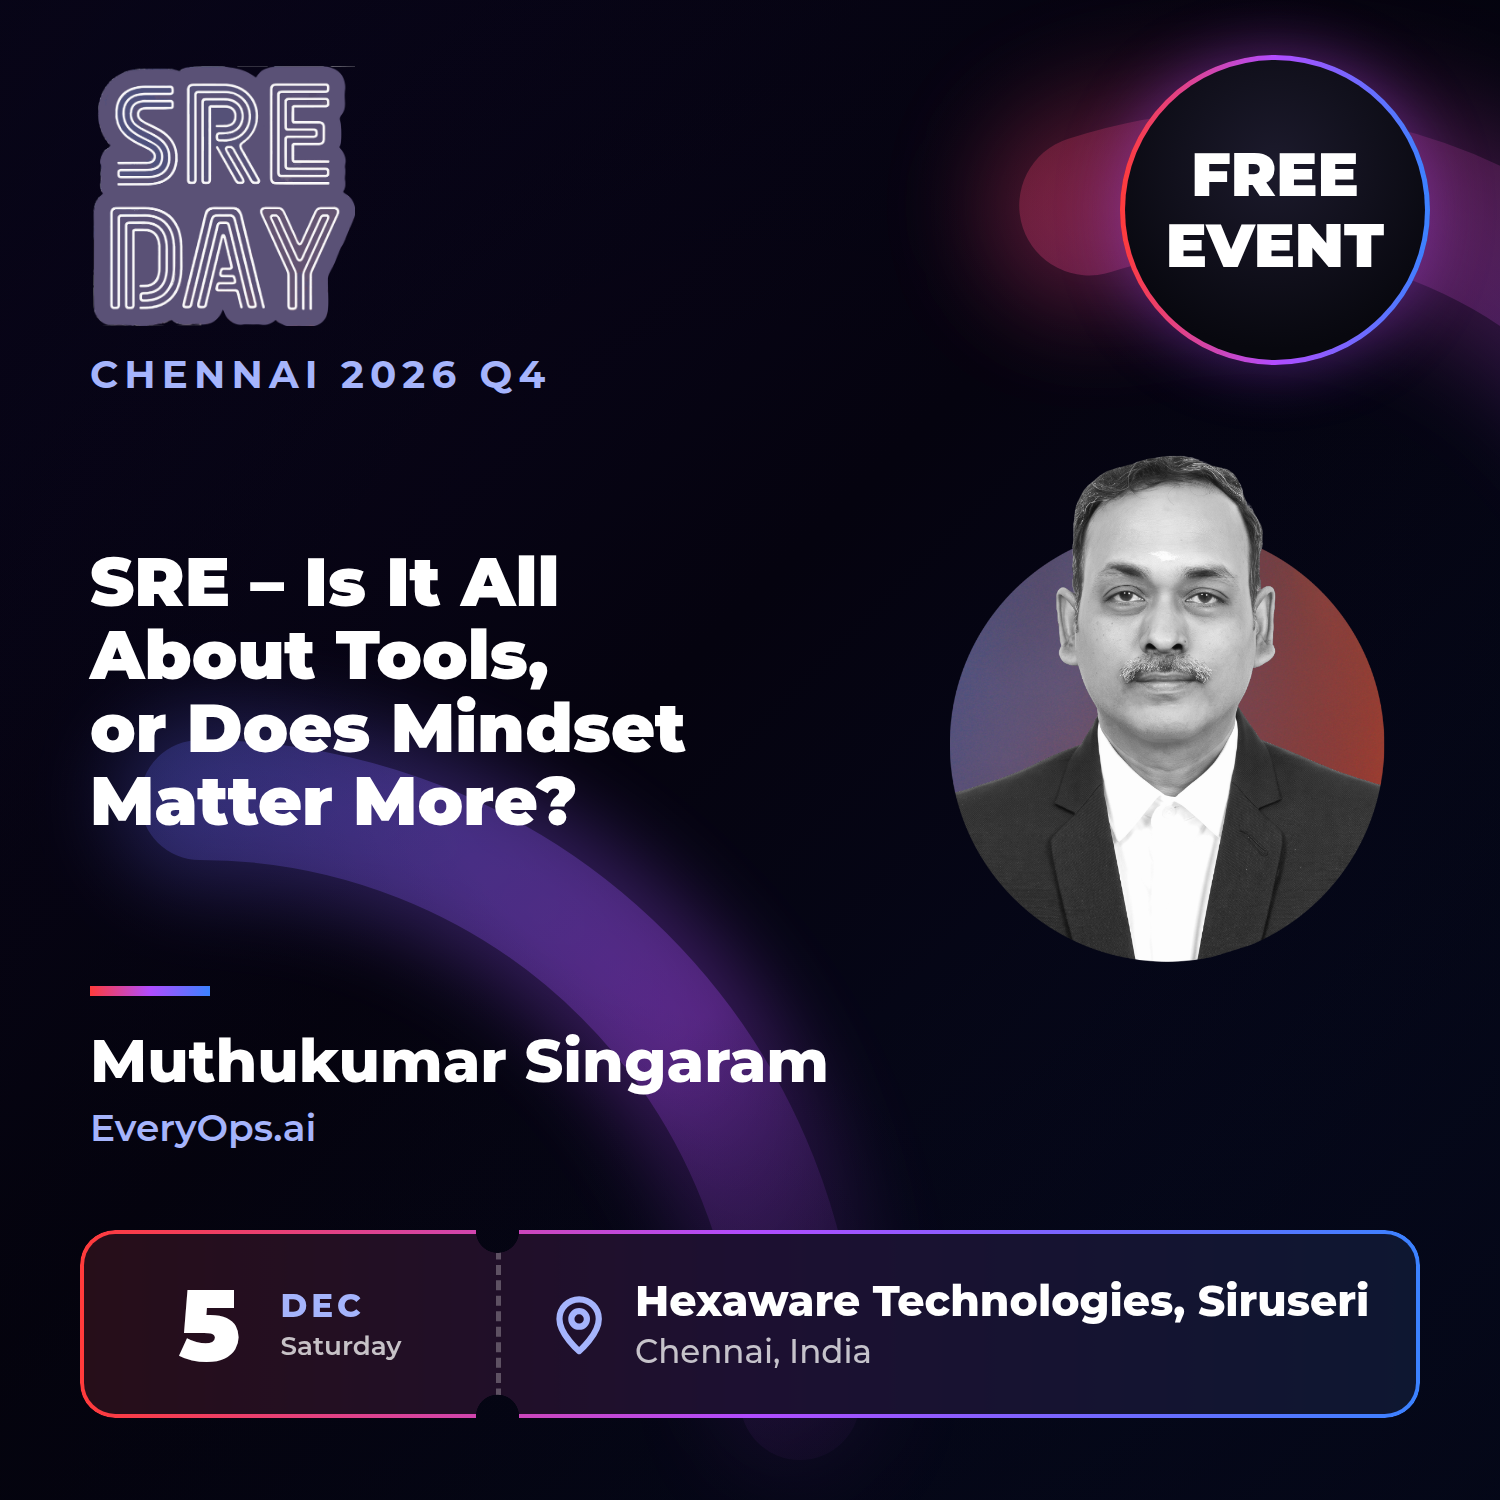 SRE
DAY
CHENNAI 2026 Q4
FREE
EVENT
SRE – Is It All
About Tools,
or Does Mindset
Matter More?
Muthukumar Singaram
EveryOps.ai
5
DEC
Saturday
Hexaware Technologies, Siruseri
Chennai, India